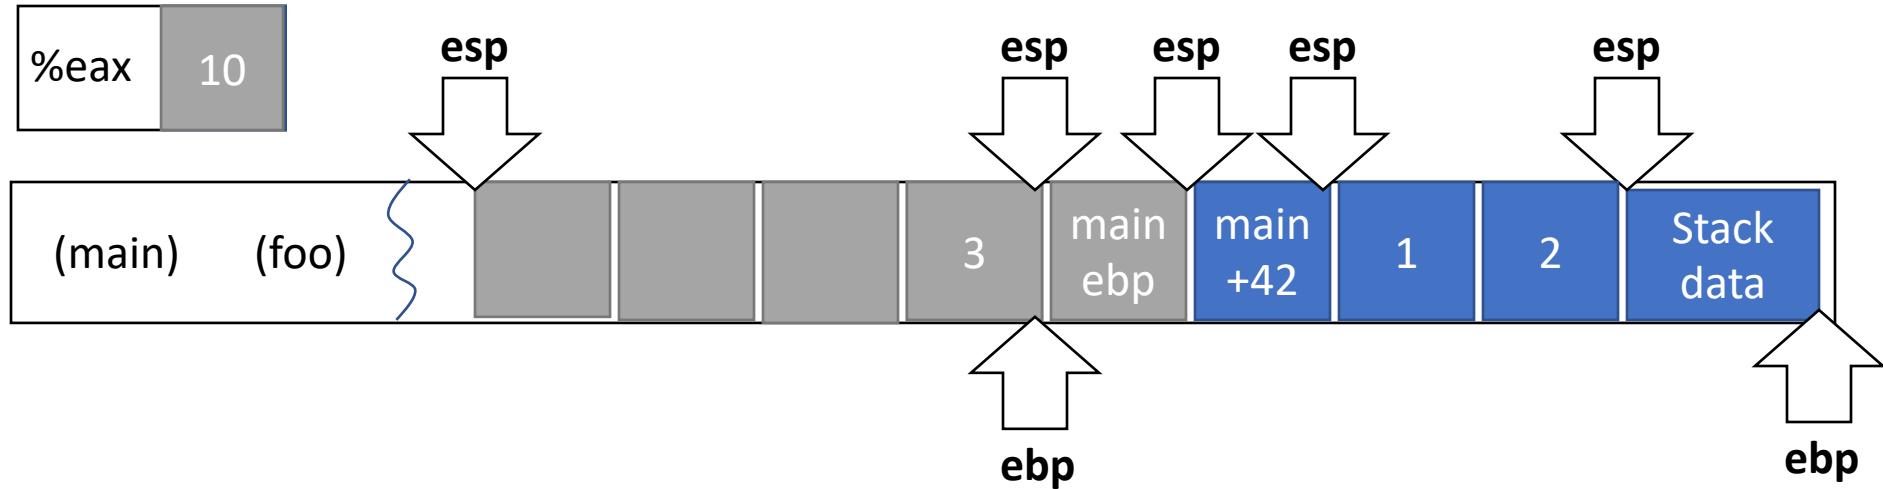 %eax 10
esp esp esp esp esp
(main) (foo) 3 main ebp main +42 1 2 Stack data
ebp ebp